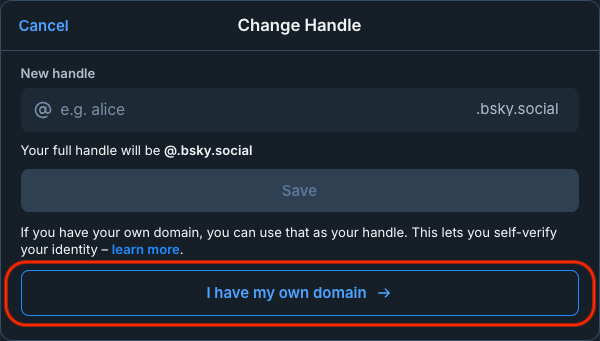 Cancel
Change Handle
New handle
@ e.g. alice .bsky.social
Your full handle will be @.bsky.social
Save
If you have your own domain, you can use that as your handle. This lets you self-verify
your identity – learn more.
I have my own domain →